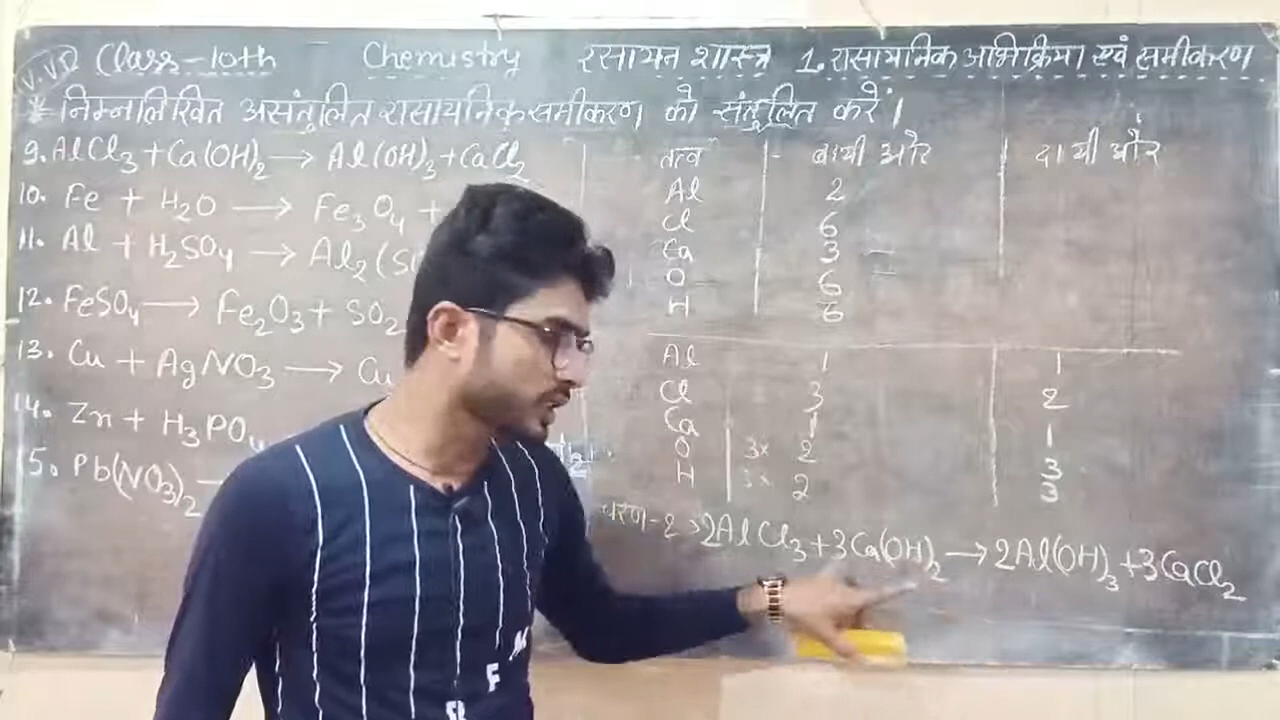 V.V.I Class-10th Chemistry रसायन शास्त्र 1. रासायनिक अभिक्रिया एवं समीकरण
* निम्नलिखित असंतुलित रासायनिक समीकरण को संतुलित करें।
9. AlCl₃ + Ca(OH)₂ → Al(OH)₃ + CaCl₂
10. Fe + H₂O → Fe₃O₄ +
11. Al + H₂SO₄ → Al₂(S
12. FeSO₄ → Fe₂O₃ + SO₂
13. Cu + AgNO₃ → Cu
14. Zn + H₃PO₄
5. Pb(NO₃)₂ →
तत्व बायी ओर दायी ओर
Al 2
Cl 6
Ca 3
O 6
H 6
Al 1 1
Cl 3 2
Ca 1 1
O 3x 2 3
H 3x 2 3
चरण-2 > 2AlCl₃ + 3Ca(OH)₂ → 2Al(OH)₃ + 3CaCl₂